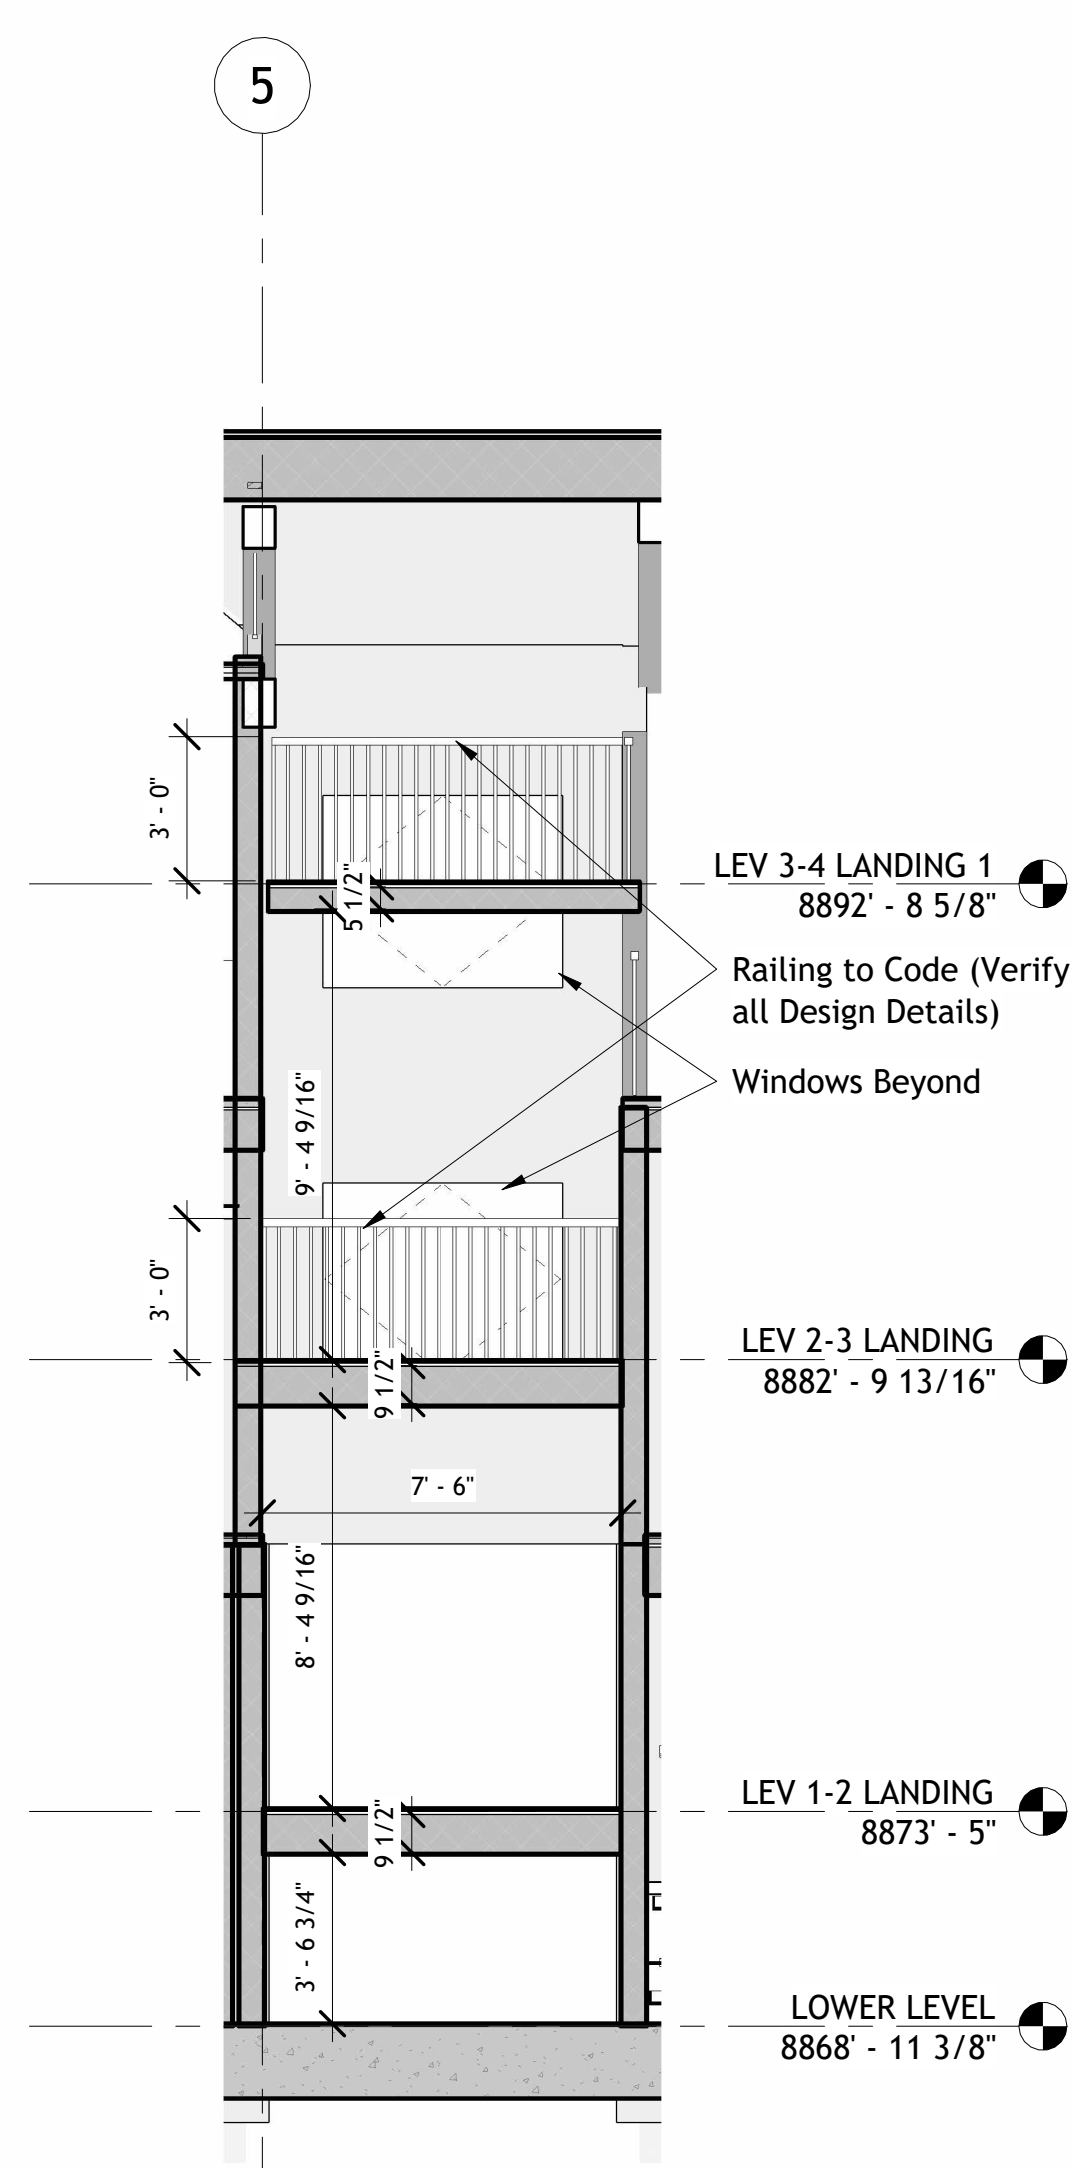 5
3' - 0"
LEV 3-4 LANDING 1
8892' - 8 5/8"
5 1/2"
Railing to Code (Verify
all Design Details)
Windows Beyond
9' - 4 9/16"
3' - 0"
LEV 2-3 LANDING
8882' - 9 13/16"
9 1/2"
7' - 6"
8' - 4 9/16"
LEV 1-2 LANDING
8873' - 5"
9 1/2"
3' - 6 3/4"
LOWER LEVEL
8868' - 11 3/8"